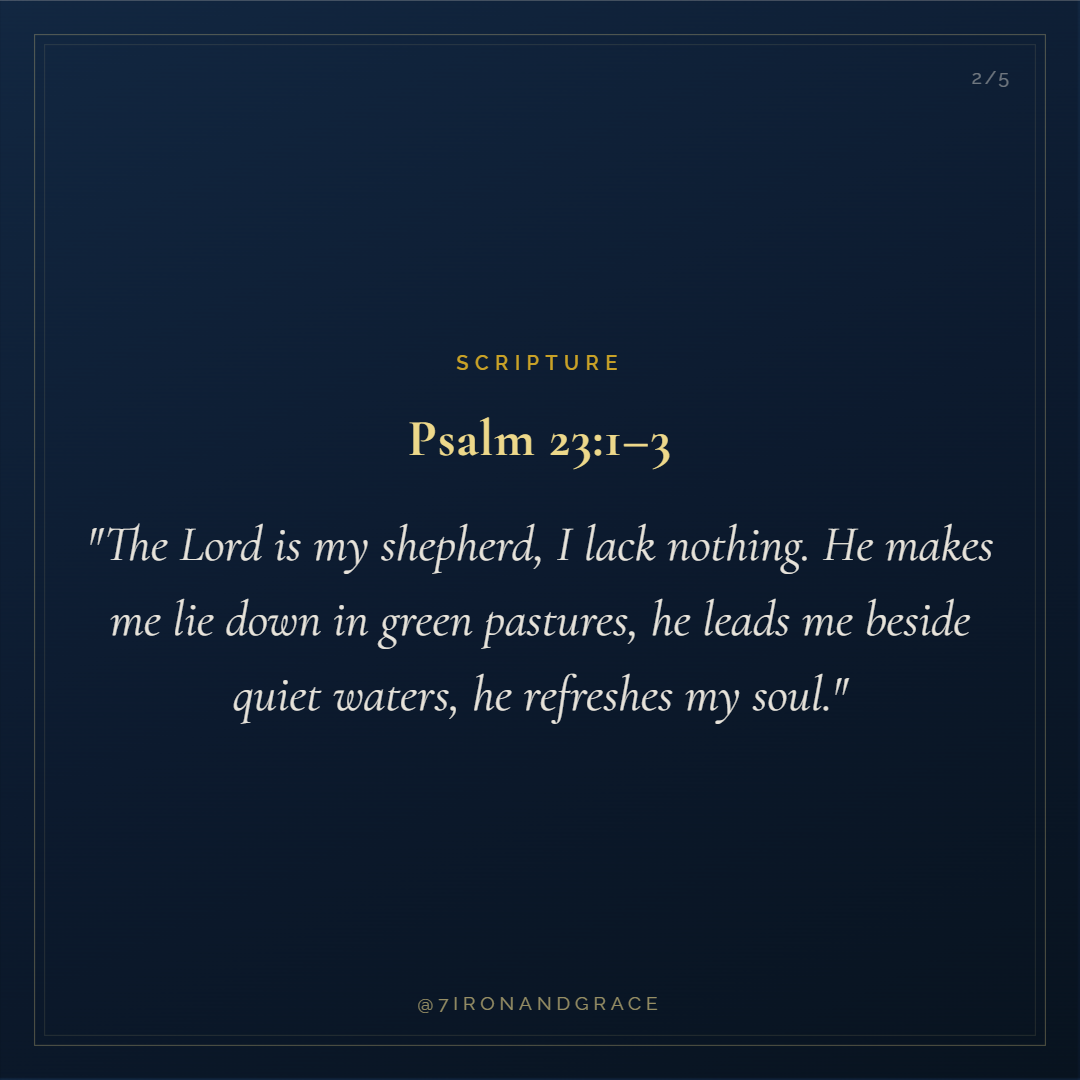 2/5
SCRIPTURE
Psalm 23:1–3
"The Lord is my shepherd, I lack nothing. He makes
me lie down in green pastures, he leads me beside
quiet waters, he refreshes my soul."
@7IRONANDGRACE